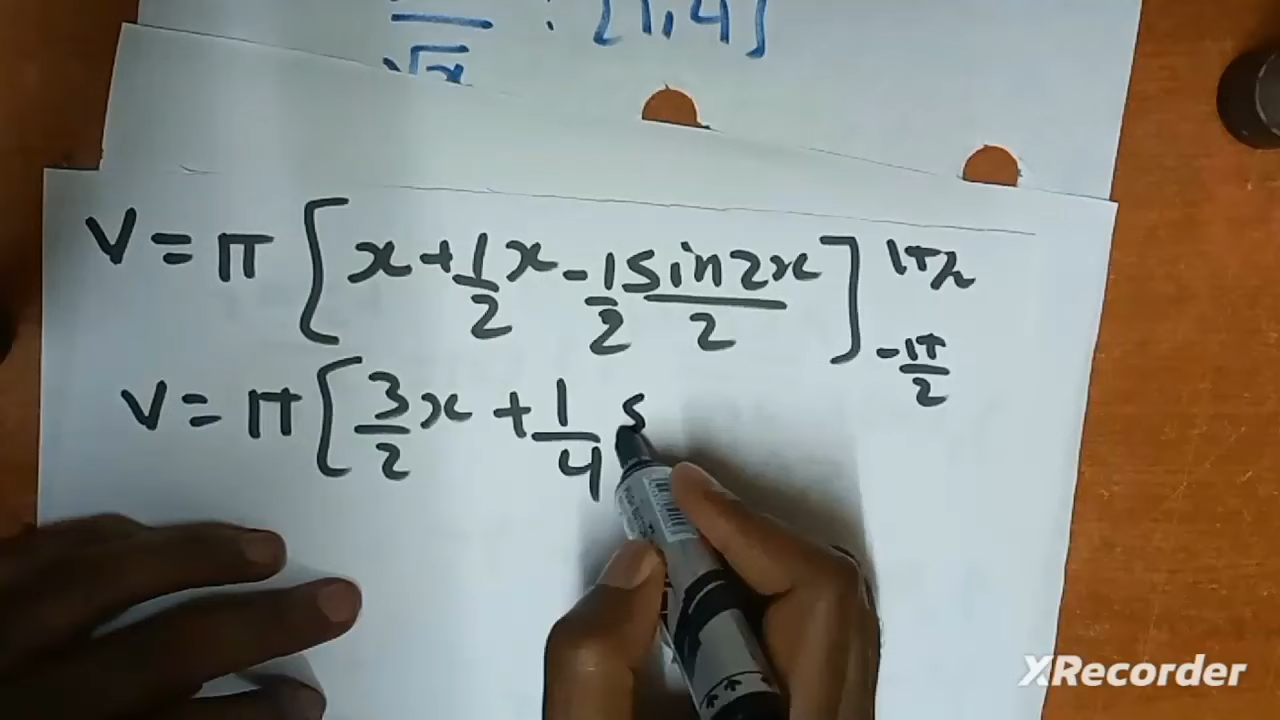 /√x : [1,4]
V = π [x + 1/2 x - 1/2 sin2x/2]^{π/2}_{-π/2}
V = π [3/2 x + 1/4 s
XRecorder